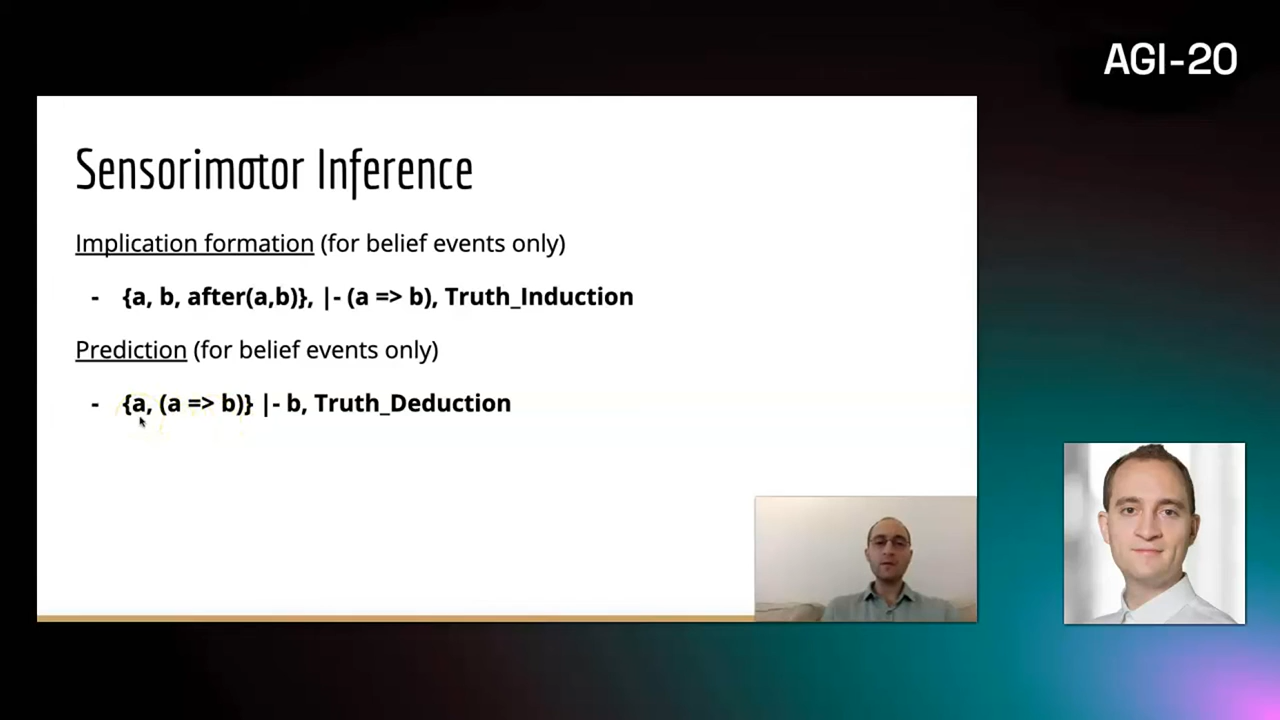 AGI-20
Sensorimotor Inference
Implication formation (for belief events only)
- {a, b, after(a,b)}, |- (a => b), Truth_Induction
Prediction (for belief events only)
- {a, (a => b)} |- b, Truth_Deduction